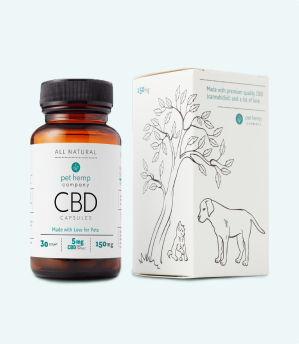 ALL NATURAL
pet hemp
company
CBD
CAPSULES
Made with Love for Pets
30
5mg
CBD
150mg
150mg
Made with premium quality CBD
(cannabidiol) and a lot of love.
pet hemp
company